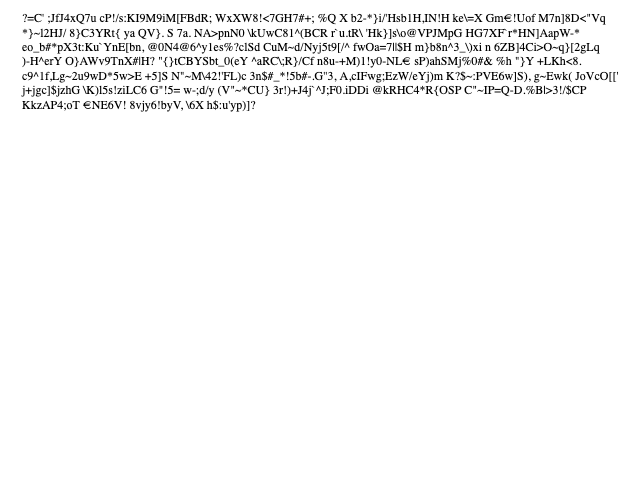 ?=C' ;JfJ4xQ7u cP!/s:KI9M9iM[FBdR; WxXW8!<7GH7#+; %Q X b2-*}i/'Hsb1H,IN!H ke\=X Gm€!Uof M7n]8D<"Vq
*}~l2HJ/ 8}C3YRt{ ya QV}. S 7a. NA>pnN0 \kUwC81^(BCR r`u.tR\ 'Hk}]s\o@VPJMpG HG7XF`r*HN]AapW-*
eo_b#*pX3t:Ku`YnE[bn, @0N4@6^y1es%?clSd CuM~d/Nyj5t9[/^ fwOa=7l|$H m}b8n^3_\)xi n 6ZB]4Ci>O~q}[2gLq
)-H^erY O}AWv9TnX#|H? "{}tCBYSbt_0(eY ^aRC\;R}/Cf n8u-+M)1!y0-NL€ sP)ahSMj%0#& %h "}Y +LKh<8.
c9^1f,Lg~2u9wD*5w>E +5]S N"~M\42!'FL)c 3n$#_*!5b#-.G"3, A,cIFwg;EzW/eYj)m K?$~:PVE6w]S), g~Ewk( JoYcO[['
j+jgc]$jzhG \K)l5s!ziLC6 G"!5= w-;d/y (V"~*CU} 3r!)+J4j`^J;F0.iDDi @kRHC4*R{OSP C"~IP=Q-D.%B|>3!/$CP
KkzAP4;oT €NE6V! 8vjy6!byV, \6X h$:u'yp)]?